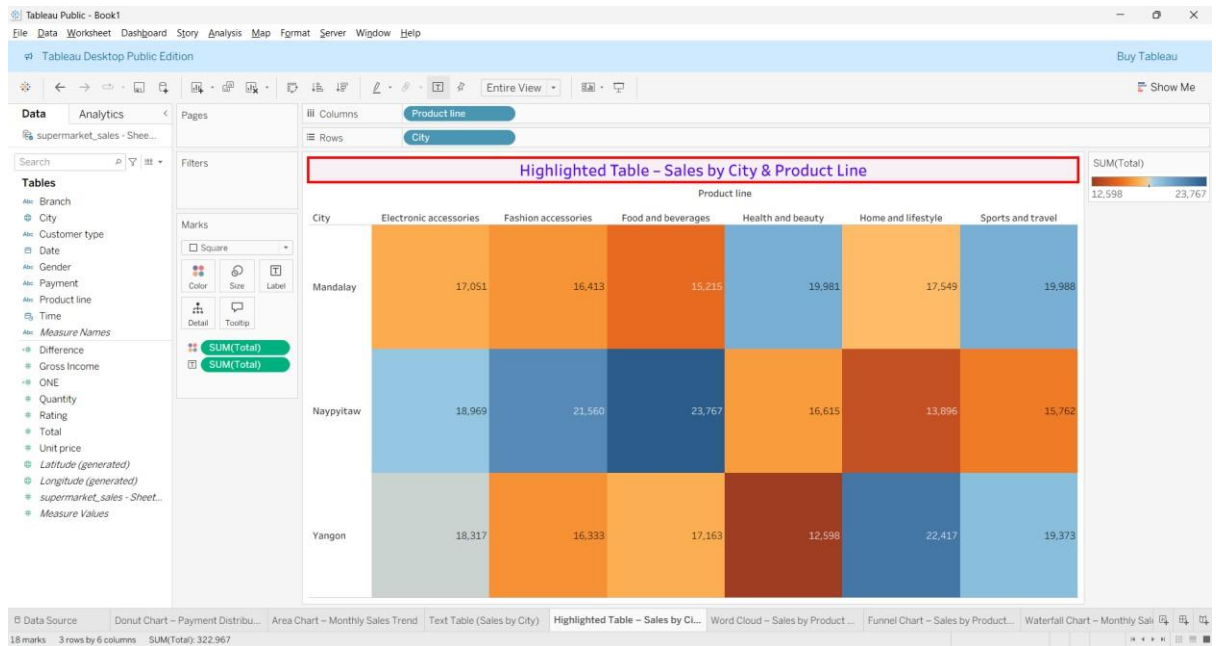 Tableau Public - Book1
File Data Worksheet Dashboard Story Analysis Map Format Server Window Help
Tableau Desktop Public Edition
Buy Tableau
Entire View
Show Me
Data Analytics
supermarket_sales - Shee...
Search
Tables
Abc Branch
City
Abc Customer type
Date
Abc Gender
Abc Payment
Abc Product line
Time
Abc Measure Names
Difference
# Gross Income
ONE
# Quantity
# Rating
# Total
# Unit price
Latitude (generated)
Longitude (generated)
# supermarket_sales - Sheet...
# Measure Values
Pages
Filters
Marks
Square
Color Size Label
Detail Tooltip
SUM(Total)
SUM(Total)
Columns Product line
Rows City
Highlighted Table – Sales by City & Product Line
Product line
City Electronic accessories Fashion accessories Food and beverages Health and beauty Home and lifestyle Sports and travel
Mandalay 17,051 16,413 15,215 19,981 17,549 19,988
Naypyitaw 18,969 21,560 23,767 16,615 13,896 15,762
Yangon 18,317 16,333 17,163 12,598 22,417 19,373
SUM(Total)
12,598 23,767
Data Source Donut Chart – Payment Distribu... Area Chart – Monthly Sales Trend Text Table (Sales by City) Highlighted Table – Sales by Ci... Word Cloud – Sales by Product ... Funnel Chart – Sales by Product... Waterfall Chart – Monthly Sale
18 marks 3 rows by 6 columns SUM(Total): 322,967